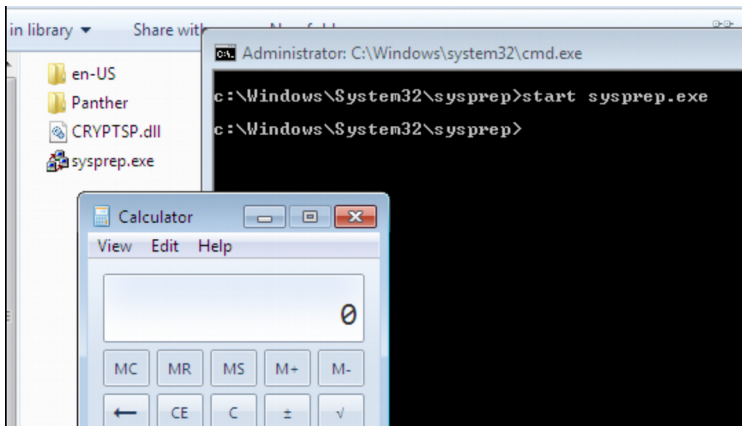 in library
Share with
Administrator: C:\Windows\system32\cmd.exe
en-US
Panther
CRYPTSP.dll
sysprep.exe
c:\Windows\System32\sysprep>start sysprep.exe
c:\Windows\System32\sysprep>
Calculator
View Edit Help
0
MC MR MS M+ M-
← CE C ± √